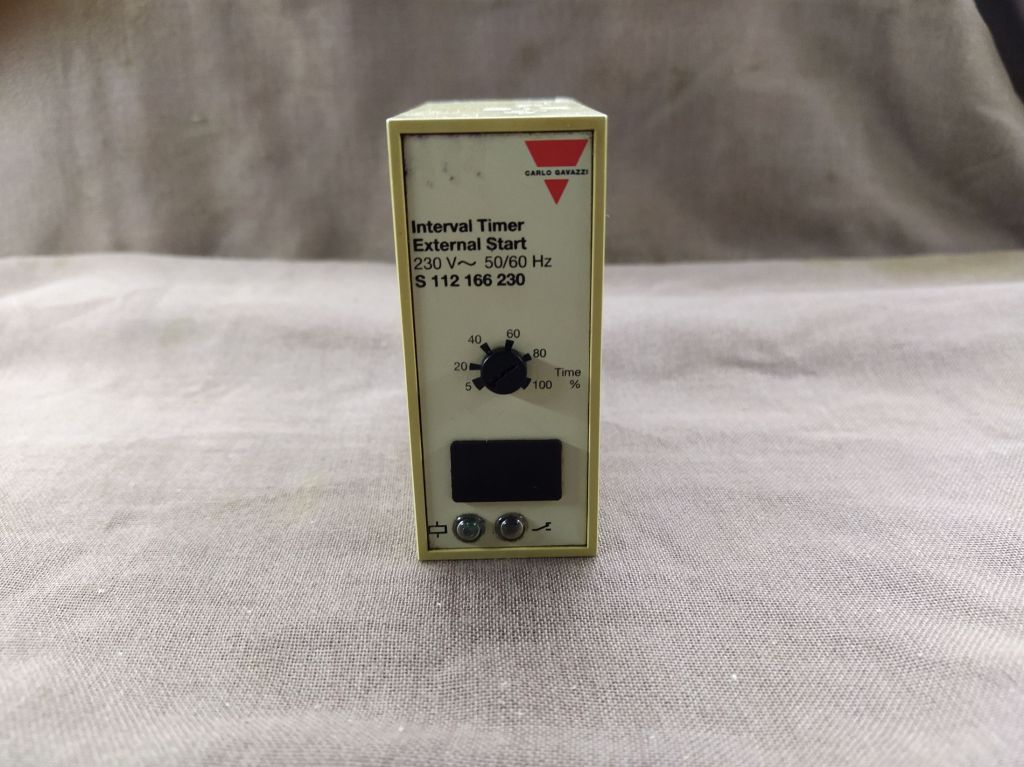 CARLO GAVAZZI
Interval Timer
External Start
230 V～ 50/60 Hz
S 112 166 230
5 20 40 60 80 100
Time
%